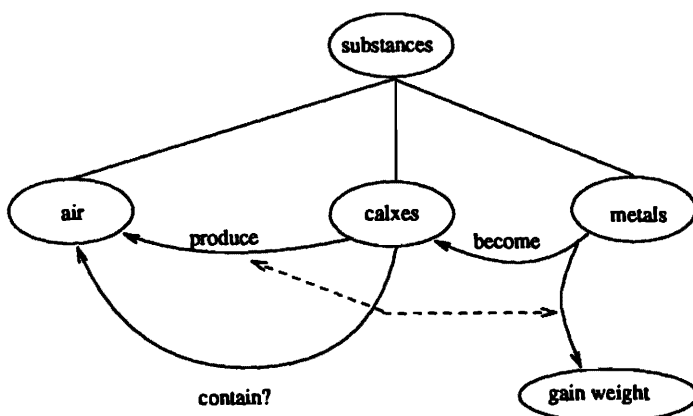 substances
air
calxes
metals
produce
become
contain?
gain weight